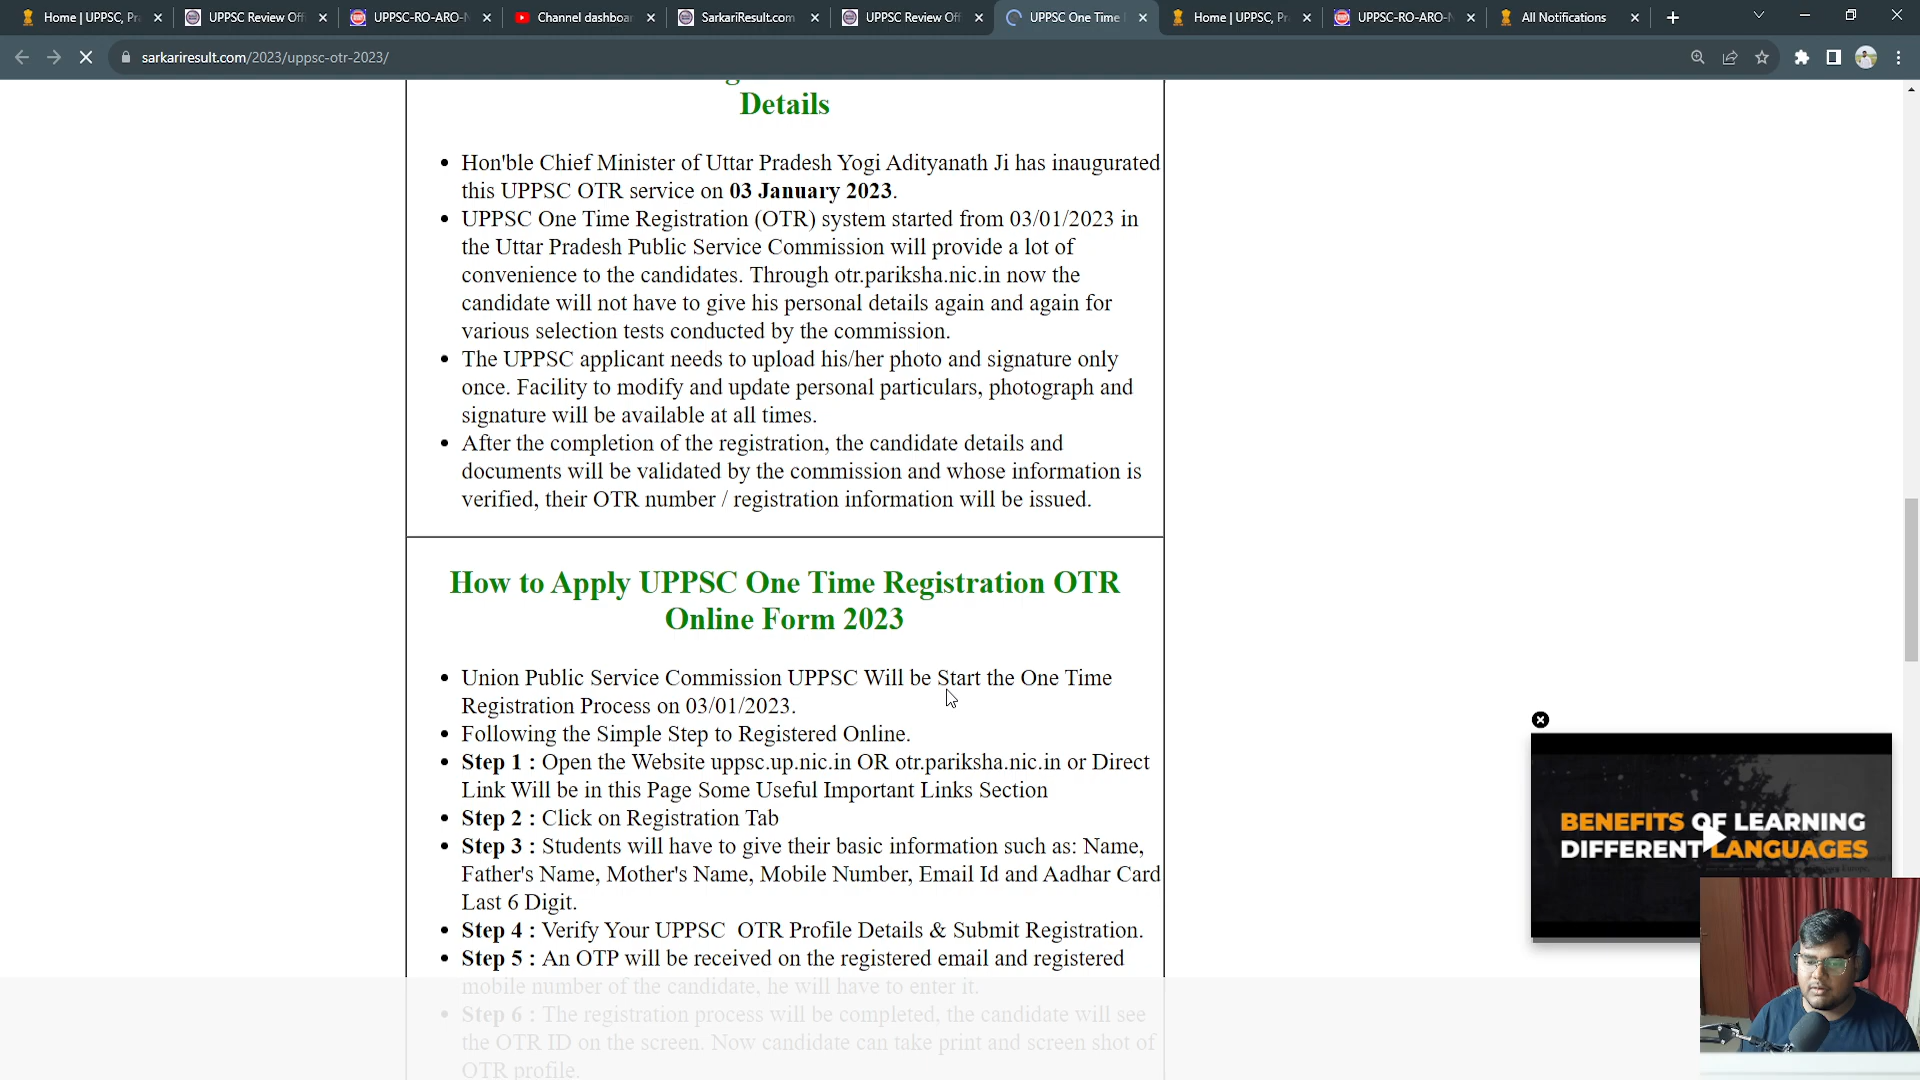 Home | UPPSC, Pr
UPPSC Review Off
UPPSC-RO-ARO-N
Channel dashboar
SarkariResult.com
UPPSC Review Off
UPPSC One Time
Home | UPPSC, Pr
UPPSC-RO-ARO-N
All Notifications
sarkariresult.com/2023/uppsc-otr-2023/
Details
• Hon'ble Chief Minister of Uttar Pradesh Yogi Adityanath Ji has inaugurated
this UPPSC OTR service on 03 January 2023.
• UPPSC One Time Registration (OTR) system started from 03/01/2023 in
the Uttar Pradesh Public Service Commission will provide a lot of
convenience to the candidates. Through otr.pariksha.nic.in now the
candidate will not have to give his personal details again and again for
various selection tests conducted by the commission.
• The UPPSC applicant needs to upload his/her photo and signature only
once. Facility to modify and update personal particulars, photograph and
signature will be available at all times.
• After the completion of the registration, the candidate details and
documents will be validated by the commission and whose information is
verified, their OTR number / registration information will be issued.
How to Apply UPPSC One Time Registration OTR
Online Form 2023
• Union Public Service Commission UPPSC Will be Start the One Time
Registration Process on 03/01/2023.
• Following the Simple Step to Registered Online.
• Step 1 : Open the Website uppsc.up.nic.in OR otr.pariksha.nic.in or Direct
Link Will be in this Page Some Useful Important Links Section
• Step 2 : Click on Registration Tab
• Step 3 : Students will have to give their basic information such as: Name,
Father's Name, Mother's Name, Mobile Number, Email Id and Aadhar Card
Last 6 Digit.
• Step 4 : Verify Your UPPSC OTR Profile Details & Submit Registration.
• Step 5 : An OTP will be received on the registered email and registered
mobile number of the candidate, he will have to enter it.
• Step 6 : The registration process will be completed, the candidate will see
the OTR ID on the screen. Now candidate can take print and screen shot of
OTR profile.
BENEFITS OF LEARNING
DIFFERENT LANGUAGES